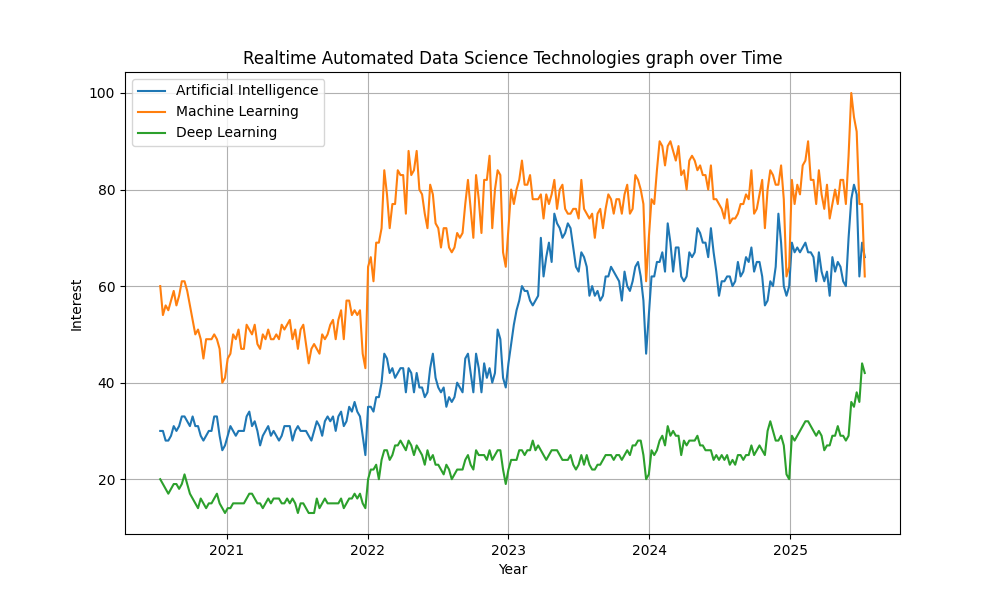 Realtime Automated Data Science Technologies graph over Time
Artificial Intelligence
Machine Learning
Deep Learning
100
80
60
40
20
Interest
2021 2022 2023 2024 2025
Year